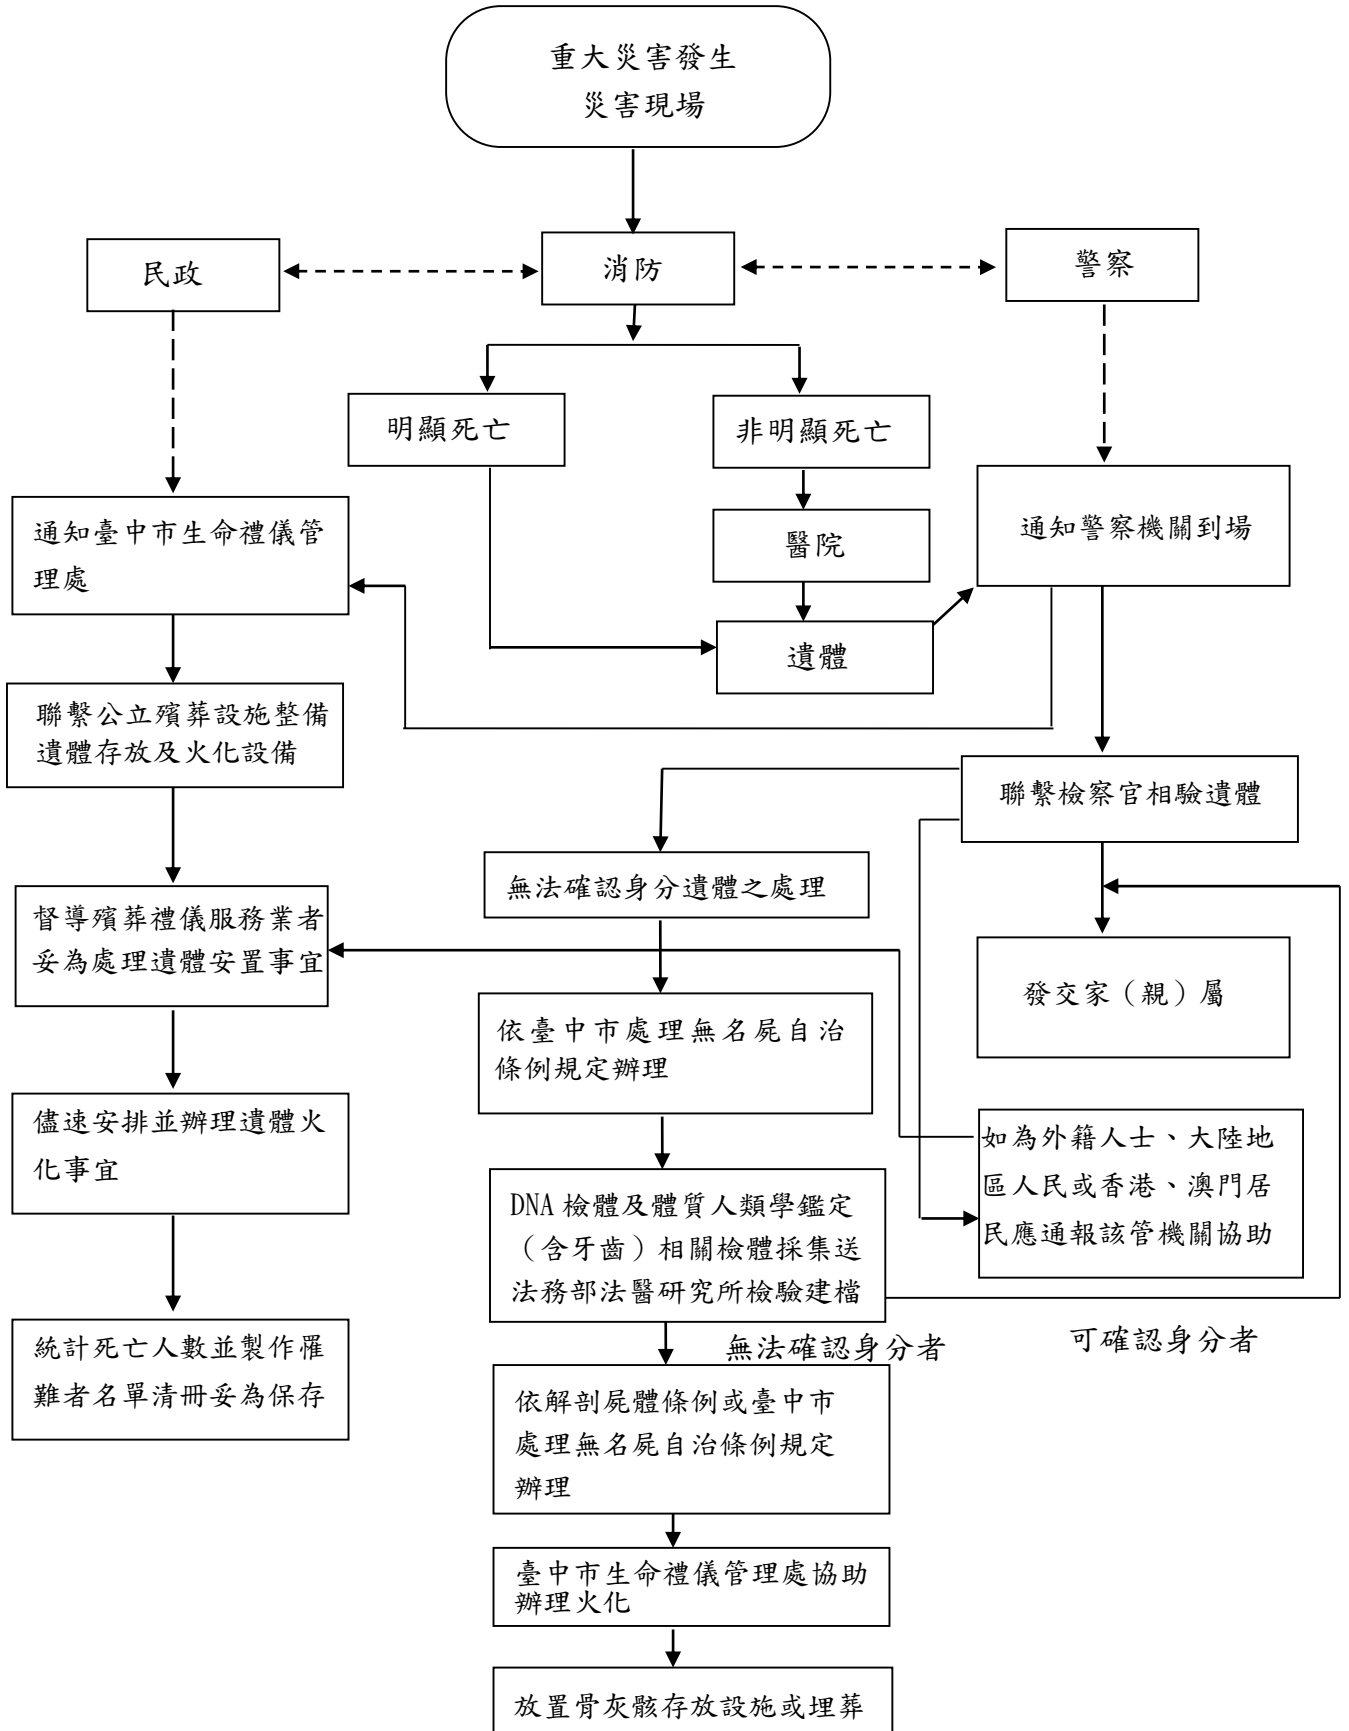 重大災害發生
災害現場
民政
消防
警察
明顯死亡
非明顯死亡
通知臺中市生命禮儀管
理處
醫院
通知警察機關到場
遺體
聯繫公立殯葬設施整備
遺體存放及火化設備
聯繫檢察官相驗遺體
無法確認身分遺體之處理
督導殯葬禮儀服務業者
妥為處理遺體安置事宜
發交家（親）屬
依臺中市處理無名屍自治
條例規定辦理
儘速安排並辦理遺體火
化事宜
如為外籍人士、大陸地
區人民或香港、澳門居
民應通報該管機關協助
DNA 檢體及體質人類學鑑定
（含牙齒）相關檢體採集送
法務部法醫研究所檢驗建檔
無法確認身分者
可確認身分者
統計死亡人數並製作罹
難者名單清冊妥為保存
依解剖屍體條例或臺中市
處理無名屍自治條例規定
辦理
臺中市生命禮儀管理處協助
辦理火化
放置骨灰骸存放設施或埋葬